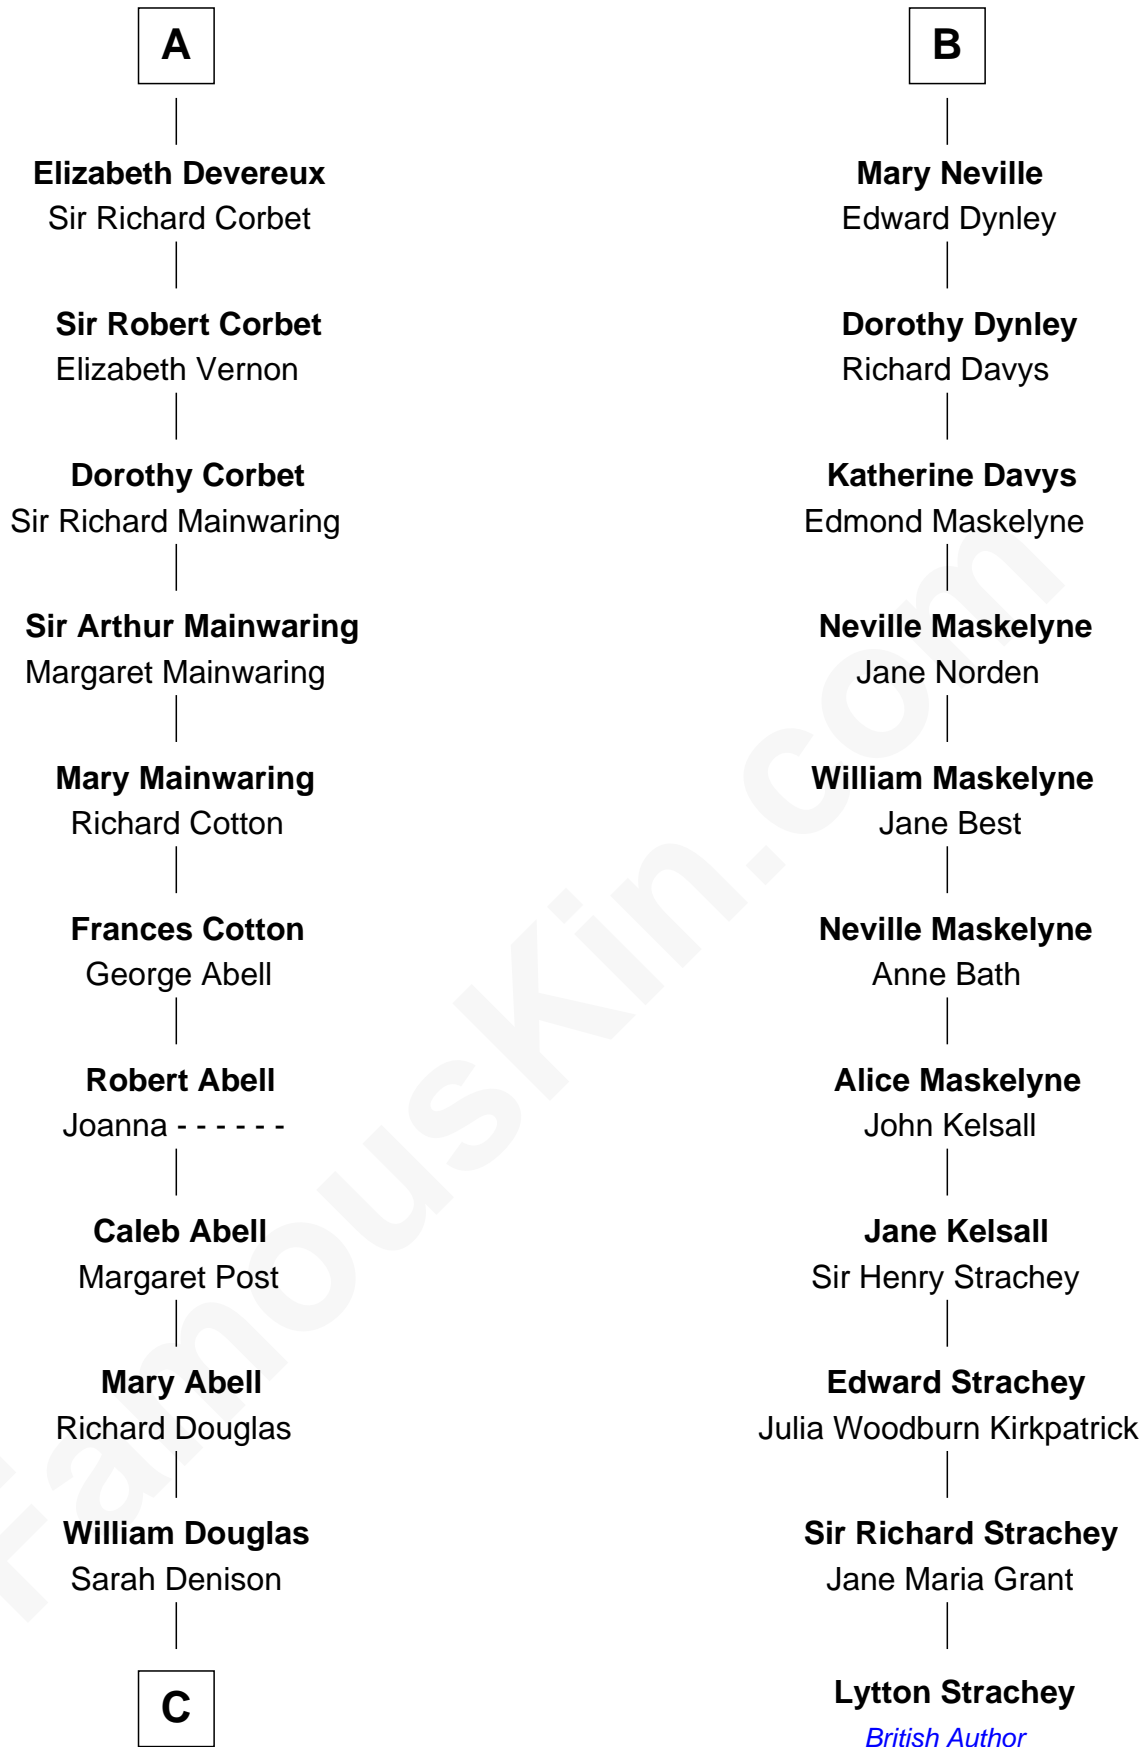 A
Elizabeth Devereux
Sir Richard Corbet
Sir Robert Corbet
Elizabeth Vernon
Dorothy Corbet
Sir Richard Mainwaring
Sir Arthur Mainwaring
Margaret Mainwaring
Mary Mainwaring
Richard Cotton
Frances Cotton
George Abell
Robert Abell
Joanna - - - - - -
Caleb Abell
Margaret Post
Mary Abell
Richard Douglas
William Douglas
Sarah Denison
C
B
Mary Neville
Edward Dynley
Dorothy Dynley
Richard Davys
Katherine Davys
Edmond Maskelyne
Neville Maskelyne
Jane Norden
William Maskelyne
Jane Best
Neville Maskelyne
Anne Bath
Alice Maskelyne
John Kelsall
Jane Kelsall
Sir Henry Strachey
Edward Strachey
Julia Woodburn Kirkpatrick
Sir Richard Strachey
Jane Maria Grant
Lytton Strachey
British Author
FamousKin.com